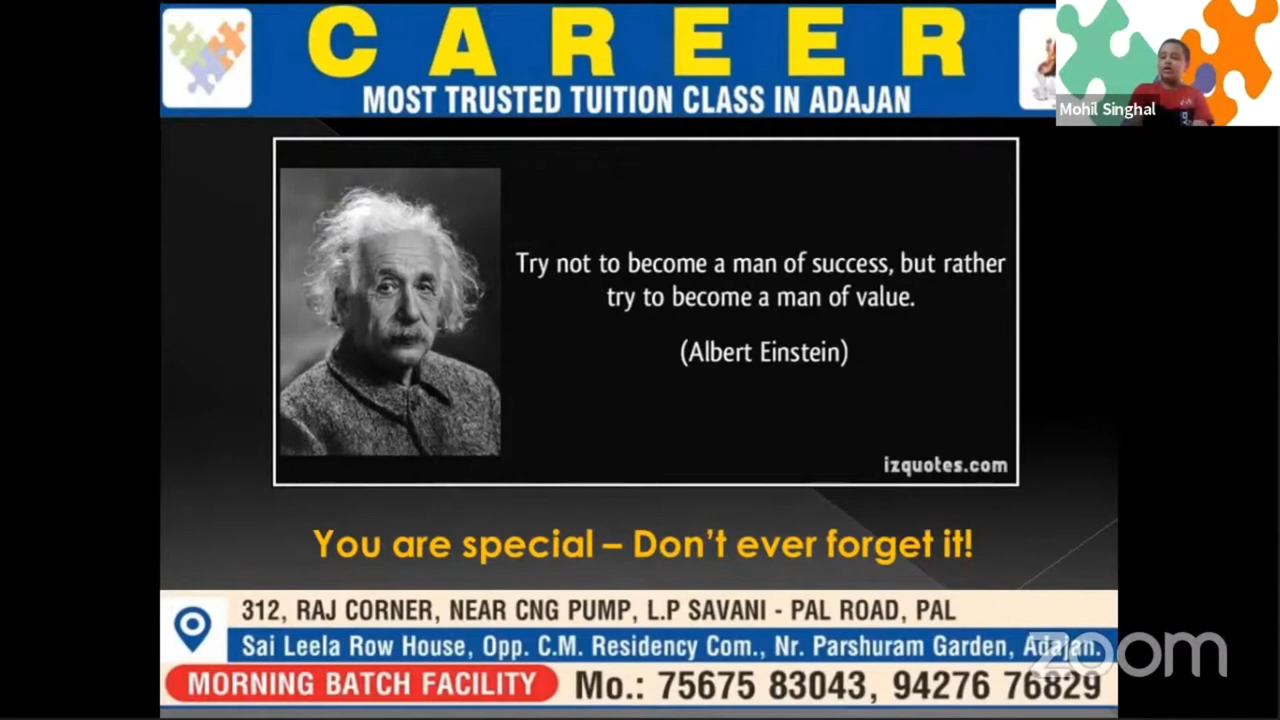 CAREER
MOST TRUSTED TUITION CLASS IN ADAJAN
Mohil Singhal
Try not to become a man of success, but rather
try to become a man of value.
(Albert Einstein)
izquotes.com
You are special – Don't ever forget it!
312, RAJ CORNER, NEAR CNG PUMP, L.P SAVANI - PAL ROAD, PAL
Sai Leela Row House, Opp. C.M. Residency Com., Nr. Parshuram Garden, Adajan.
zoom
MORNING BATCH FACILITY Mo.: 75675 83043, 94276 76829